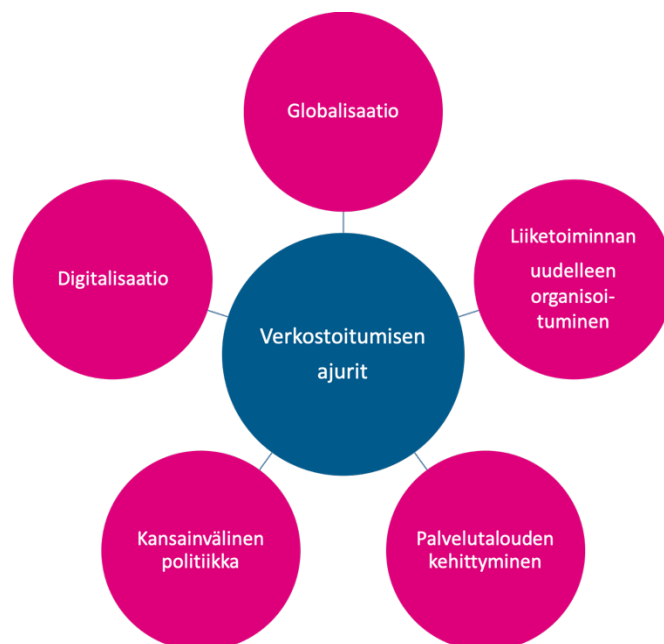 Globalisaatio
Liiketoiminnan
uudelleen
organisoi-
tuminen
Digitalisaatio
Verkostoitumisen
ajurit
Kansainvälinen
politiikka
Palvelutalouden
kehittyminen